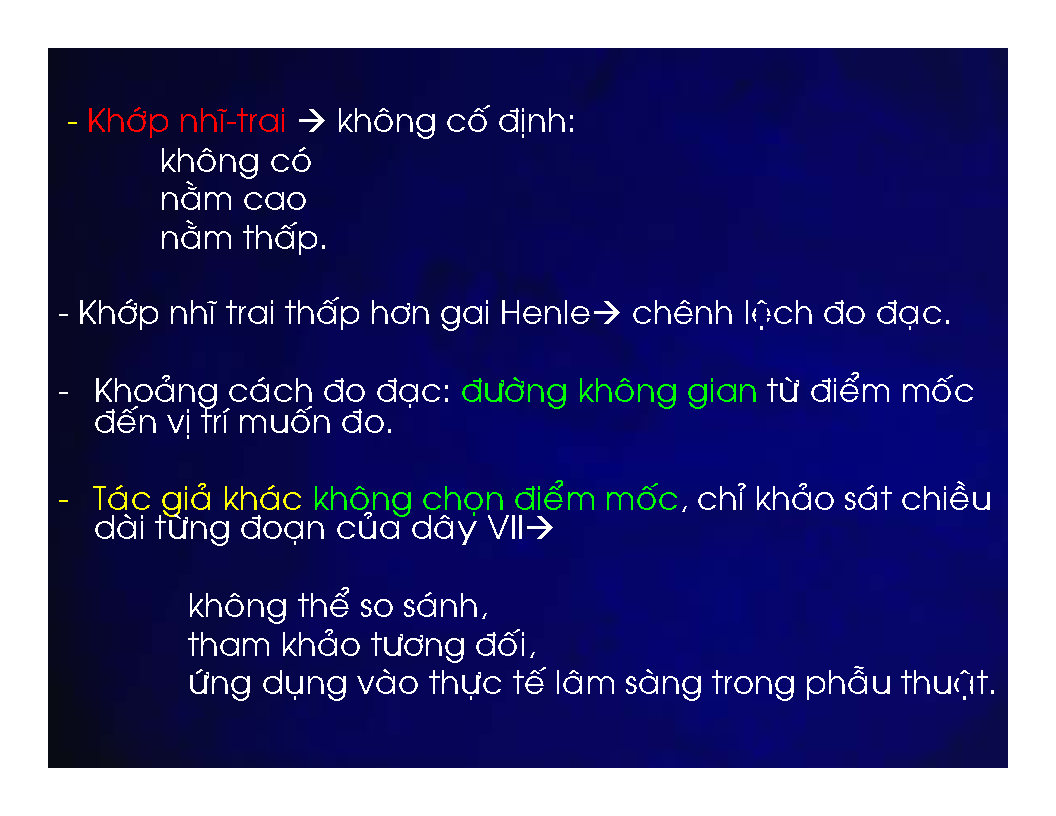 - Khớp nhĩ-trai → không cố định:
không có
nằm cao
nằm thấp.
- Khớp nhĩ trai thấp hơn gai Henle→ chênh lệch đo đạc.
- Khoảng cách đo đạc: đường không gian từ điểm mốc
đến vị trí muốn đo.
- Tác giả khác không chọn điểm mốc, chỉ khảo sát chiều
dài từng đoạn của dây VII→
không thể so sánh,
tham khảo tương đối,
ứng dụng vào thực tế lâm sàng trong phẫu thuật.